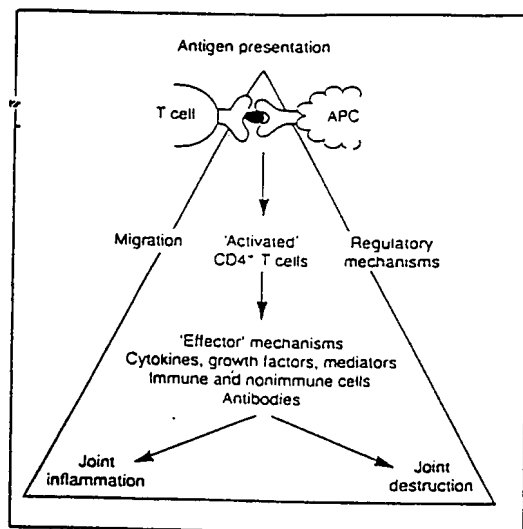 Antigen presentation
T cell
APC
Migration
'Activated'
CD4⁺ T cells
Regulatory
mechanisms
'Effector' mechanisms
Cytokines, growth factors, mediators
Immune and nonimmune cells
Antibodies
Joint
inflammation
Joint
destruction